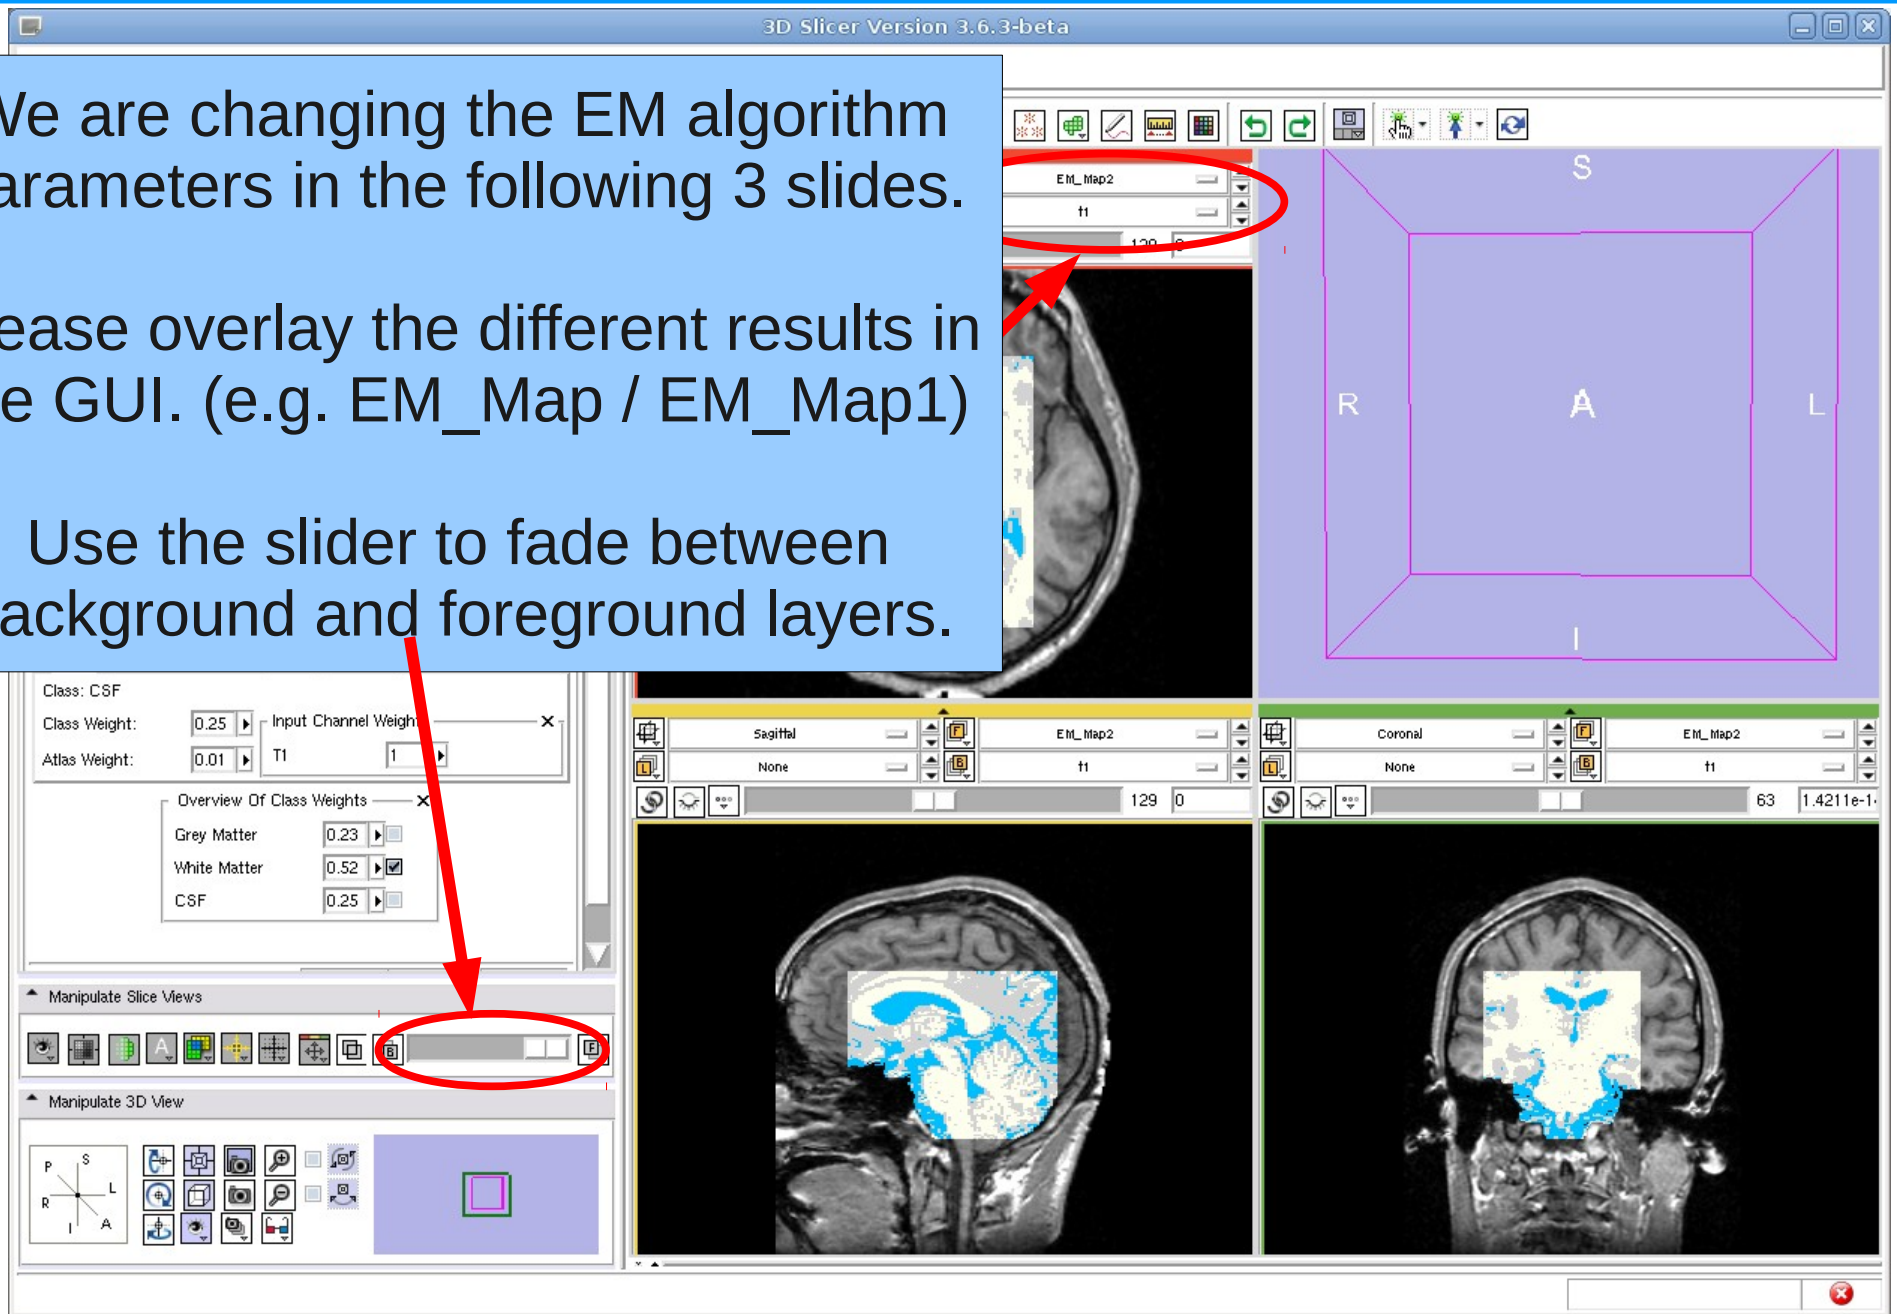 3D Slicer Version 3.6.3-beta
We are changing the EM algorithm
arameters in the following 3 slides.
ease overlay the different results in
e GUI. (e.g. EM_Map / EM_Map1)
Use the slider to fade between
ackground and foreground layers.
EM_Map2
t1
129
S
R
A
L
I
Class: CSF
Class Weight: 0.25
Input Channel Weight
Atlas Weight: 0.01
T1 1
Overview Of Class Weights
Grey Matter 0.23
White Matter 0.52
CSF 0.25
Manipulate Slice Views
A
B
F
Manipulate 3D View
P
S
R
L
I
A
Sagittal
F
EM_Map2
L
None
B
t1
129 0
Coronal
F
EM_Map2
L
None
B
t1
63 1.4211e-1